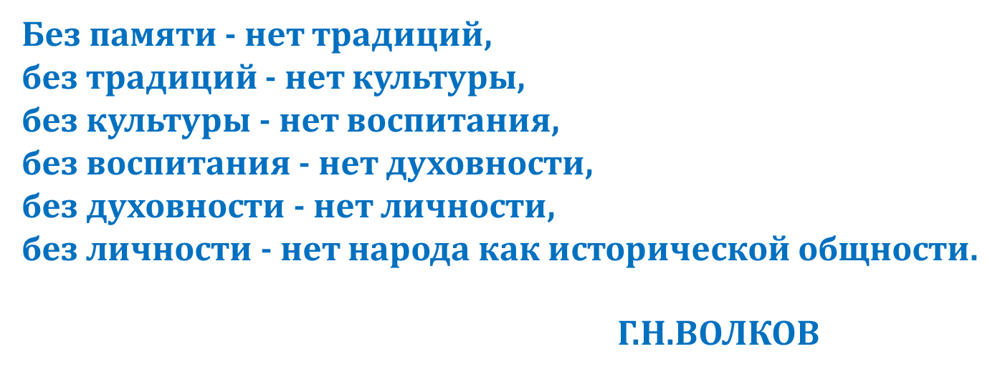 Без памяти - нет традиций,
без традиций - нет культуры,
без культуры - нет воспитания,
без воспитания - нет духовности,
без духовности - нет личности,
без личности - нет народа как исторической общности.
Г.Н.ВОЛКОВ